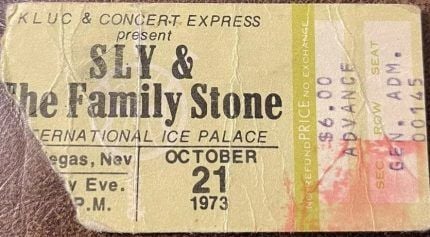 KLUC & CONCERT EXPRESS
present
SLY &
The Family Stone
INTERNATIONAL ICE PALACE
Vegas, Nev
OCTOBER
Eve.
21
P.M.
1973
NO REFUND PRICE NO EXCHANGE
$6.00
ADVANCE
GEN. ADM.
00145
SEC ROW SEAT